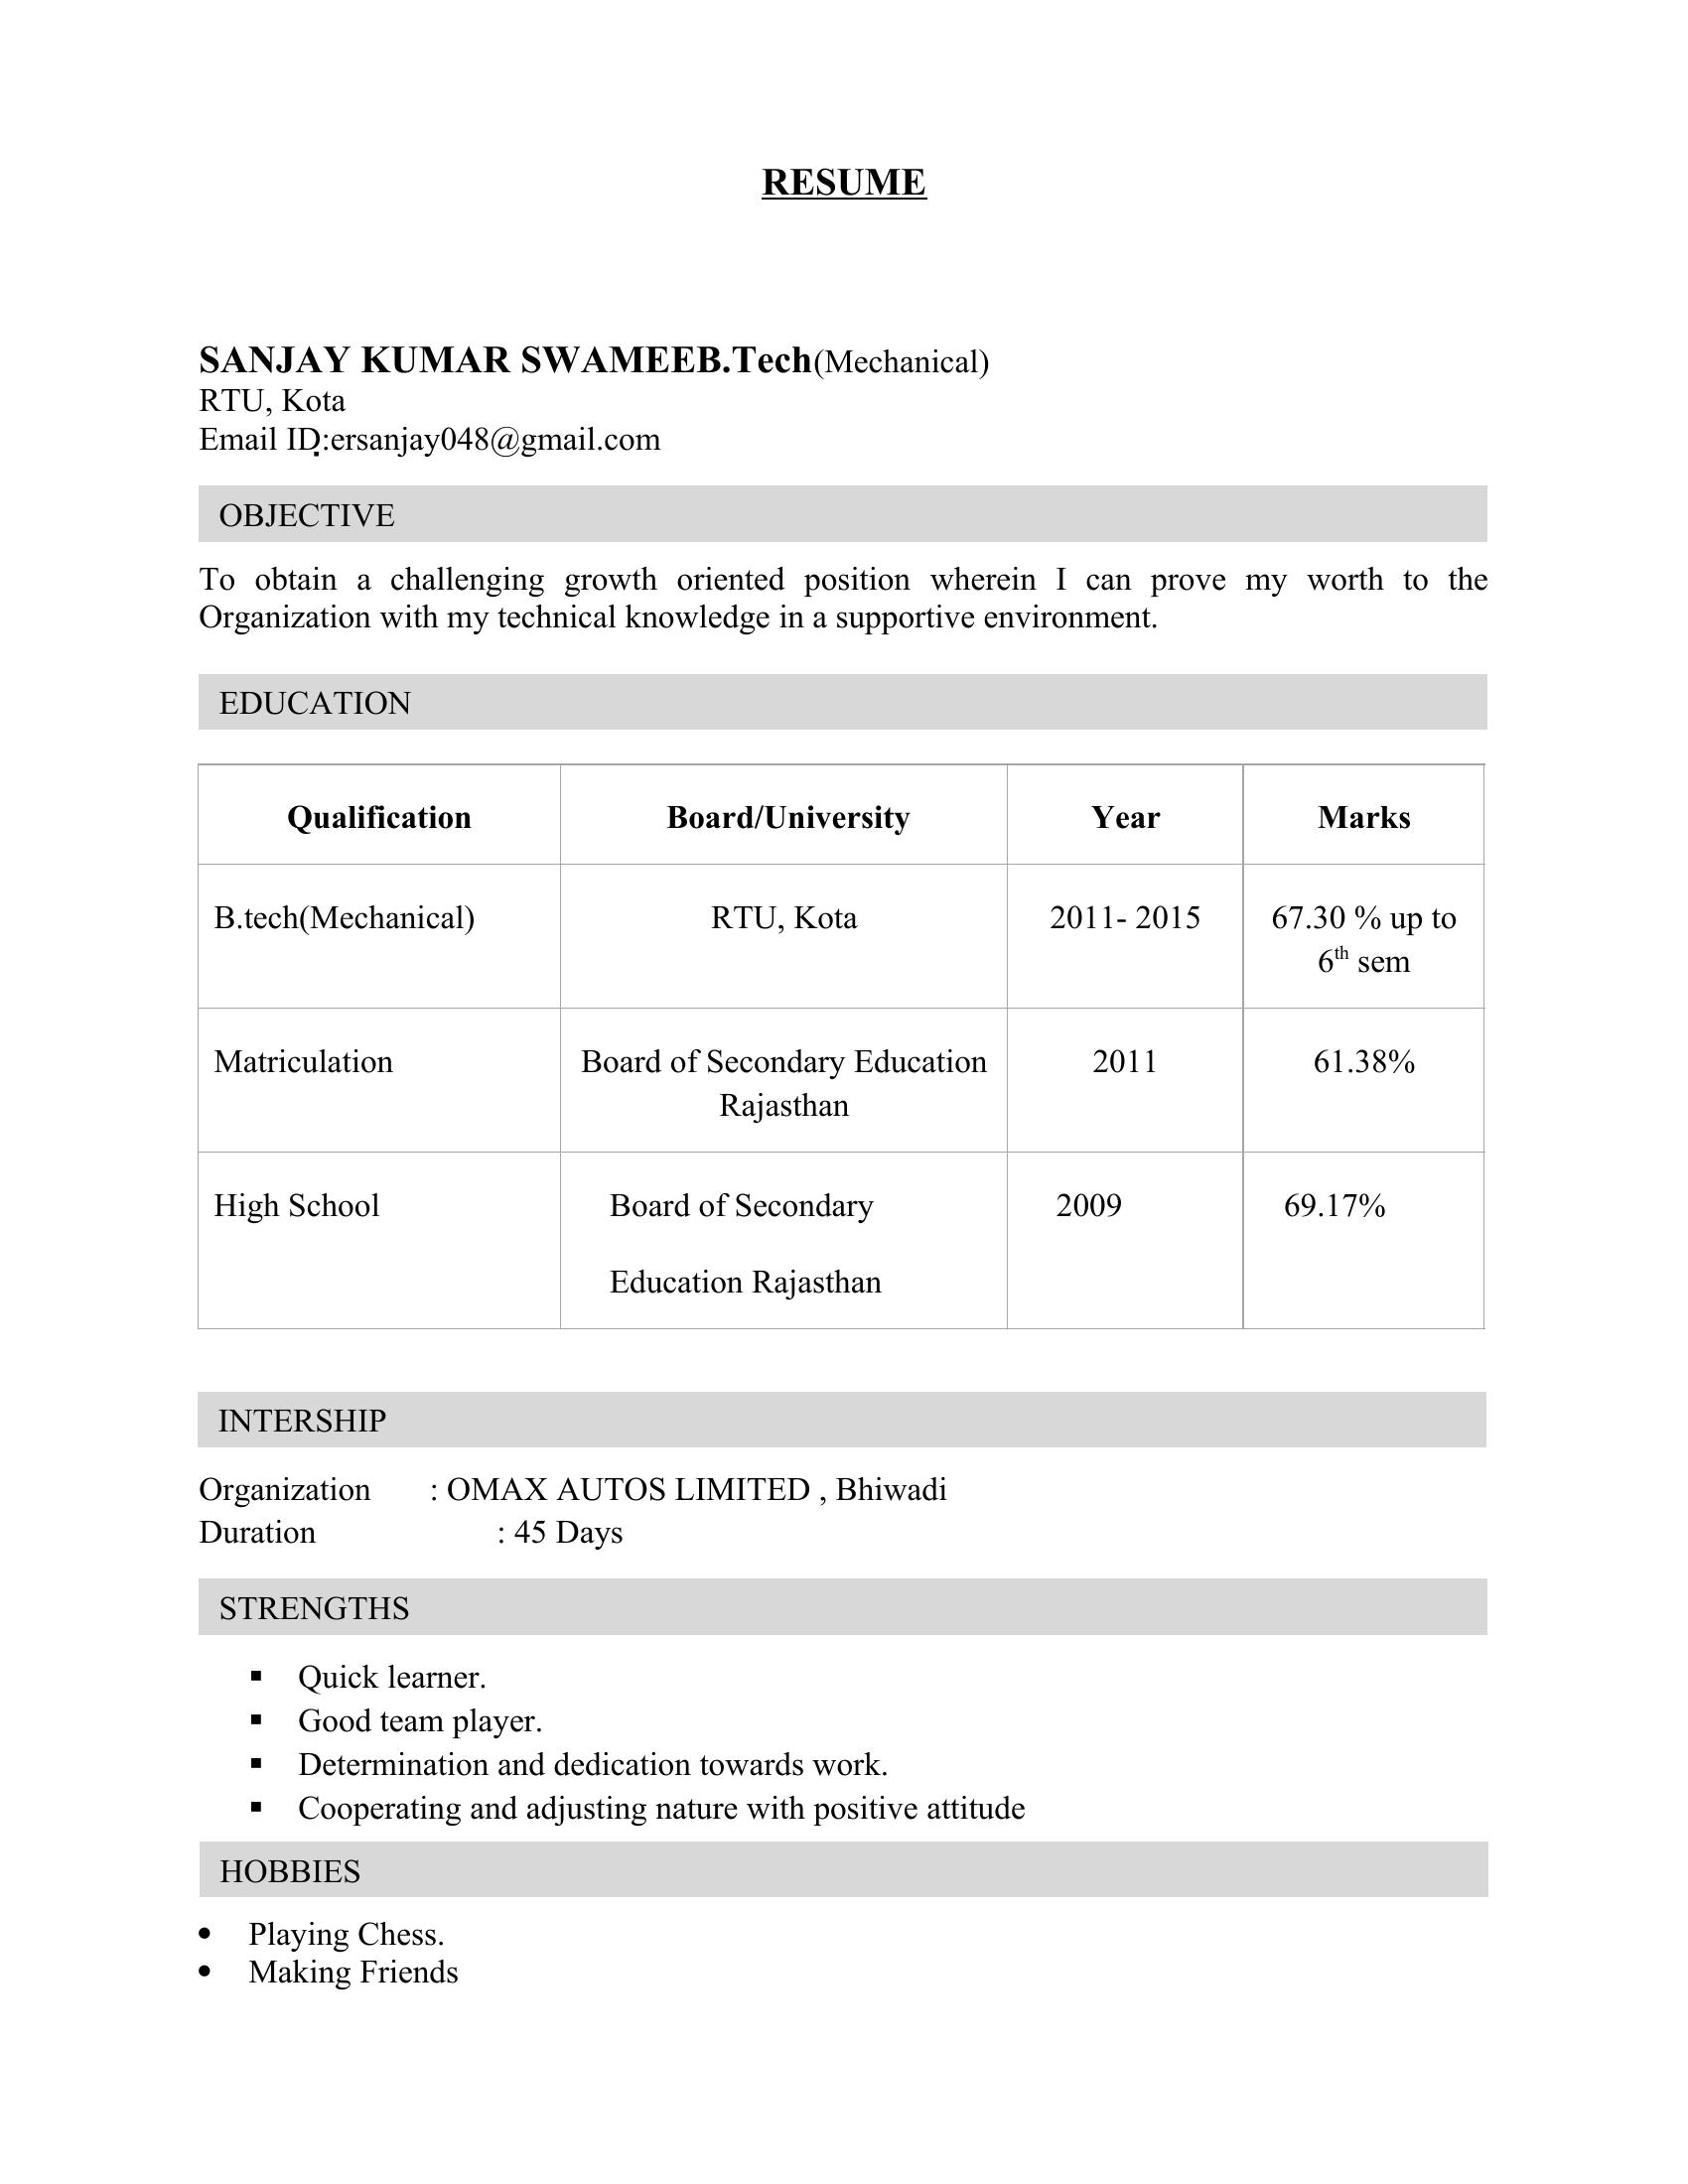 RESUME
SANJAY KUMAR SWAMEEB.Tech(Mechanical)
RTU, Kota
Email ID:ersanjay048@gmail.com
OBJECTIVE
To obtain a challenging growth oriented position wherein I can prove my worth to the
Organization with my technical knowledge in a supportive environment.
EDUCATION
Qualification Board/University Year Marks
B.tech(Mechanical) RTU, Kota 2011- 2015 67.30 % up to
6th sem
Matriculation Board of Secondary Education 2011 61.38%
Rajasthan
High School Board of Secondary 2009 69.17%
Education Rajasthan
INTERSHIP
Organization : OMAX AUTOS LIMITED , Bhiwadi
Duration : 45 Days
STRENGTHS
▪ Quick learner.
▪ Good team player.
▪ Determination and dedication towards work.
▪ Cooperating and adjusting nature with positive attitude
HOBBIES
• Playing Chess.
• Making Friends